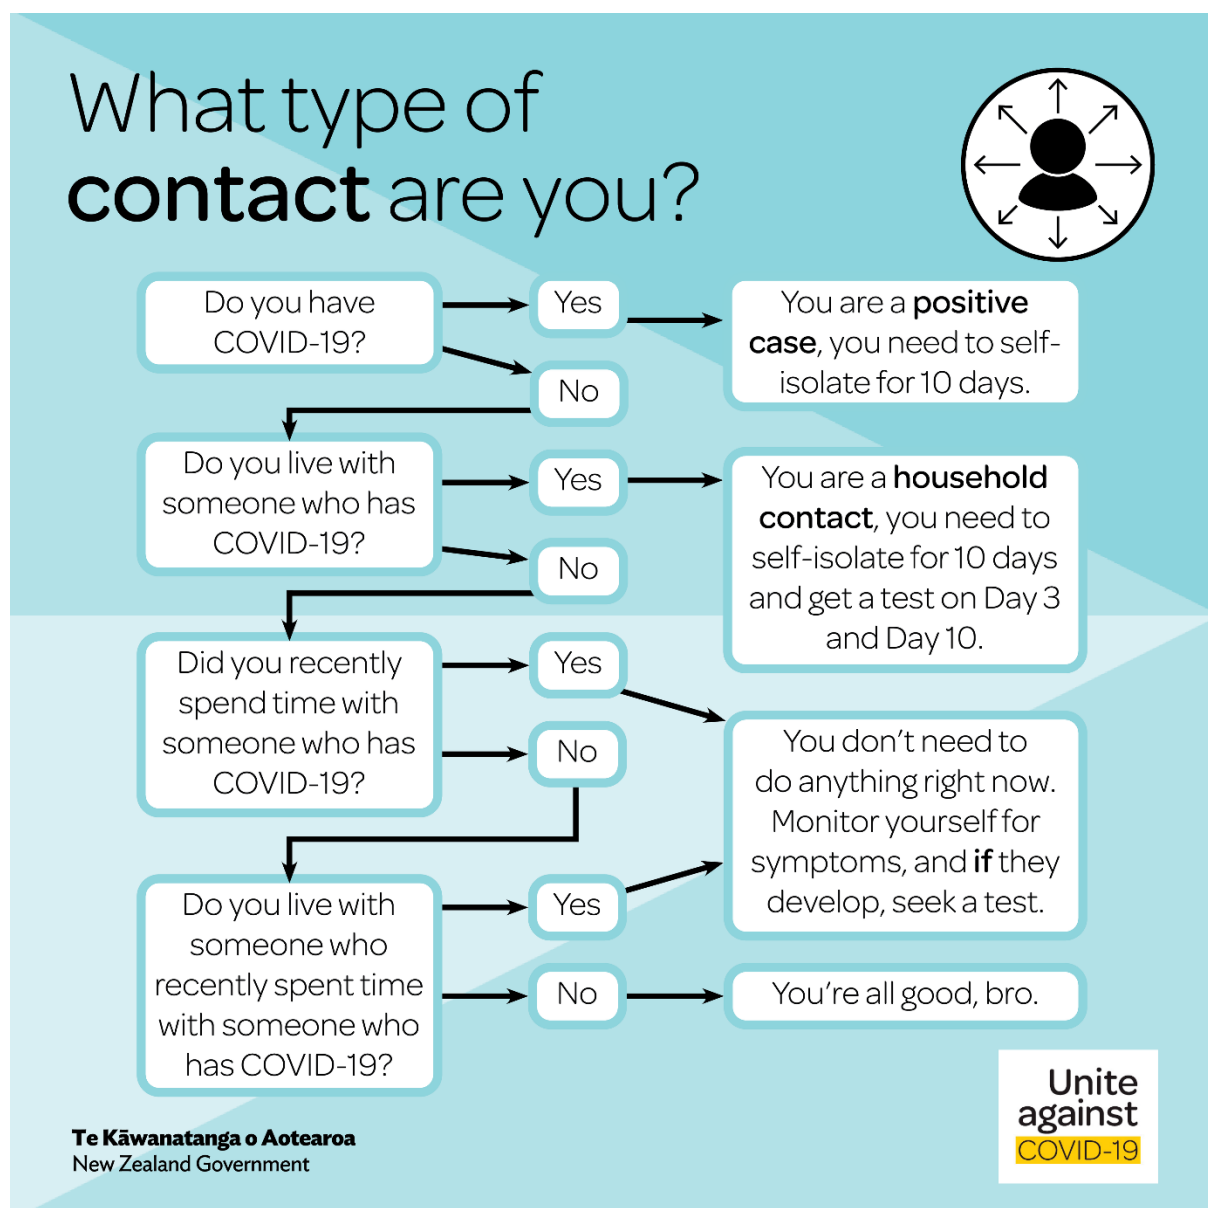 What type of
contact are you?
Do you have
COVID-19?
Yes
You are a positive
case, you need to self-
isolate for 10 days.
No
Do you live with
someone who has
COVID-19?
Yes
You are a household
contact, you need to
self-isolate for 10 days
and get a test on Day 3
and Day 10.
No
Did you recently
spend time with
someone who has
COVID-19?
Yes
No
You don't need to
do anything right now.
Monitor yourself for
symptoms, and if they
develop, seek a test.
Do you live with
someone who
recently spent time
with someone who
has COVID-19?
Yes
No
You're all good, bro.
Te Kāwanatanga o Aotearoa
New Zealand Government
Unite
against
COVID-19